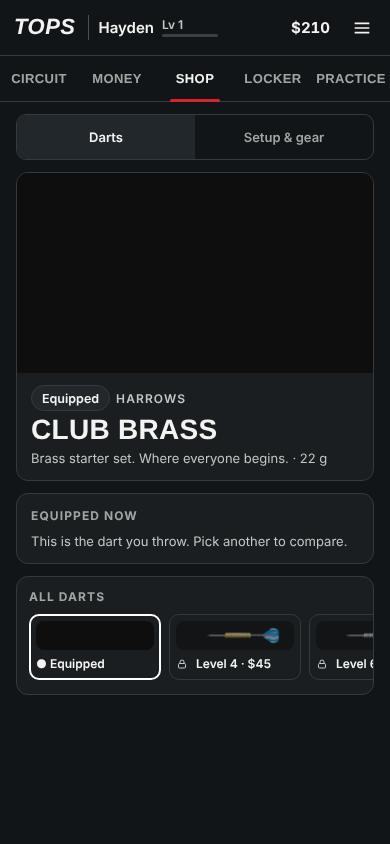 TOPS Hayden Lv 1 $210
CIRCUIT MONEY SHOP LOCKER PRACTICE
Darts Setup & gear
Equipped HARROWS
CLUB BRASS
Brass starter set. Where everyone begins. · 22 g
EQUIPPED NOW
This is the dart you throw. Pick another to compare.
ALL DARTS
Equipped Level 4 · $45 Level 6